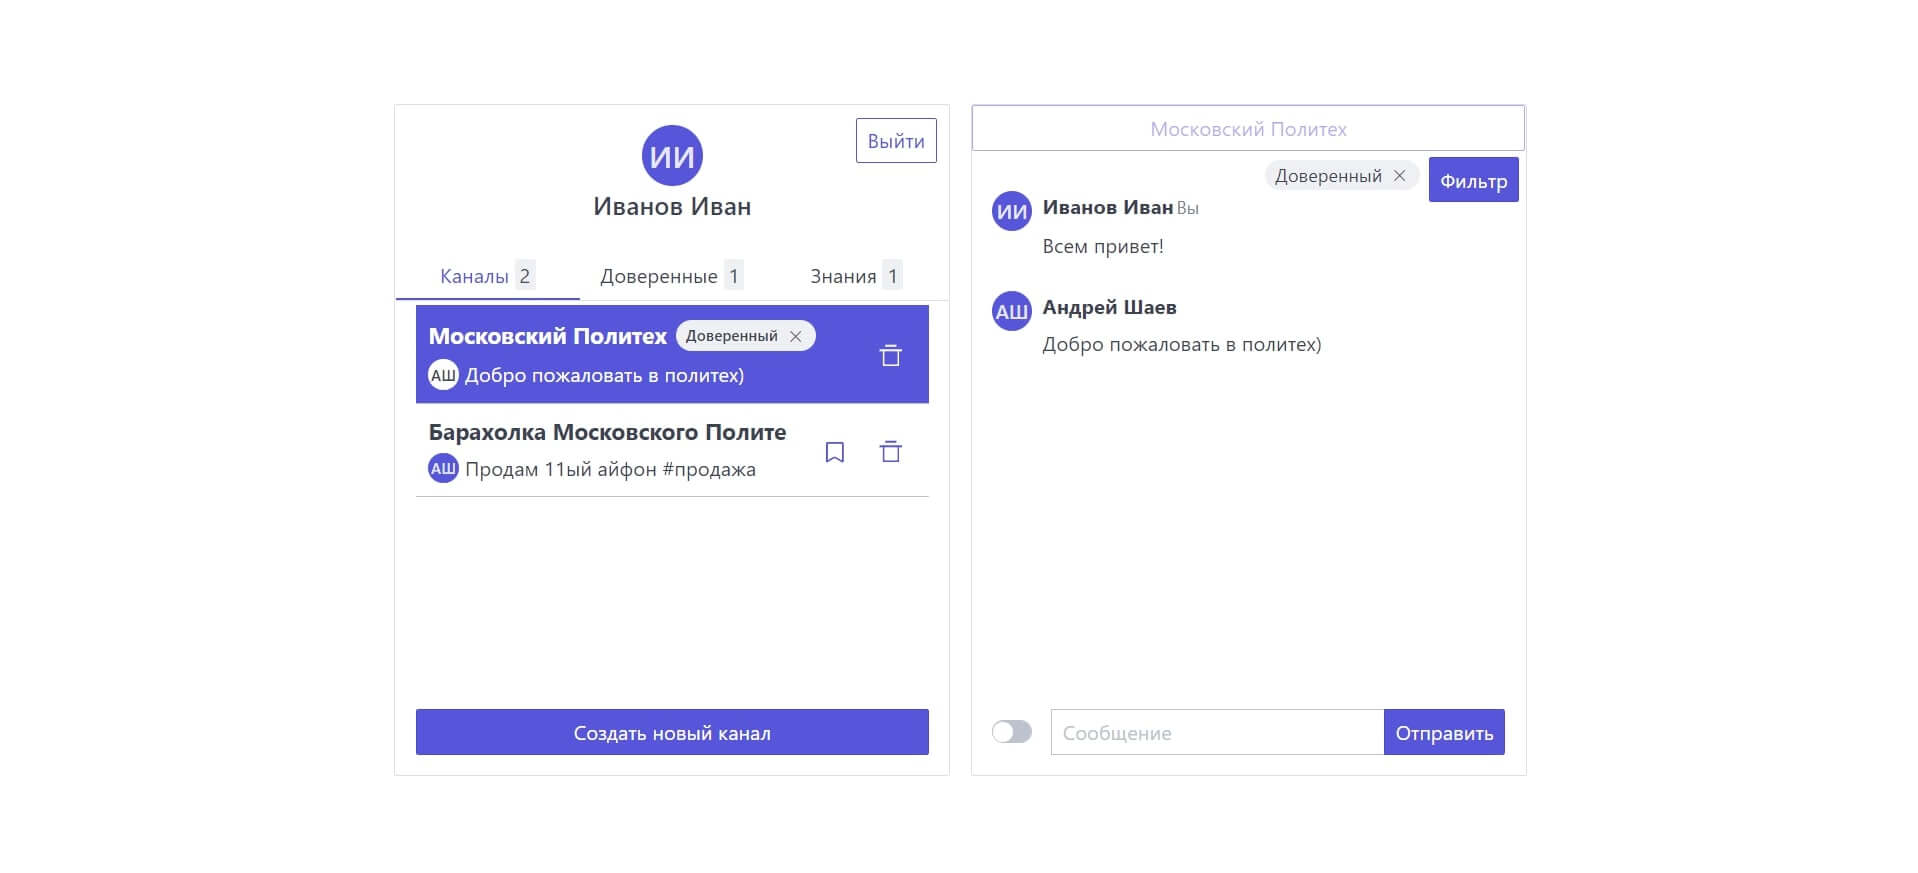 Выйти
ИИ
Иванов Иван
Каналы 2
Доверенные 1
Знания 1
Московский Политех Доверенный
АШ Добро пожаловать в политех)
Барахолка Московского Полите
АШ Продам 11ый айфон #продажа
Создать новый канал
Московский Политех
Доверенный
Фильтр
ИИ Иванов Иван Вы
Всем привет!
АШ Андрей Шаев
Добро пожаловать в политех)
Сообщение
Отправить